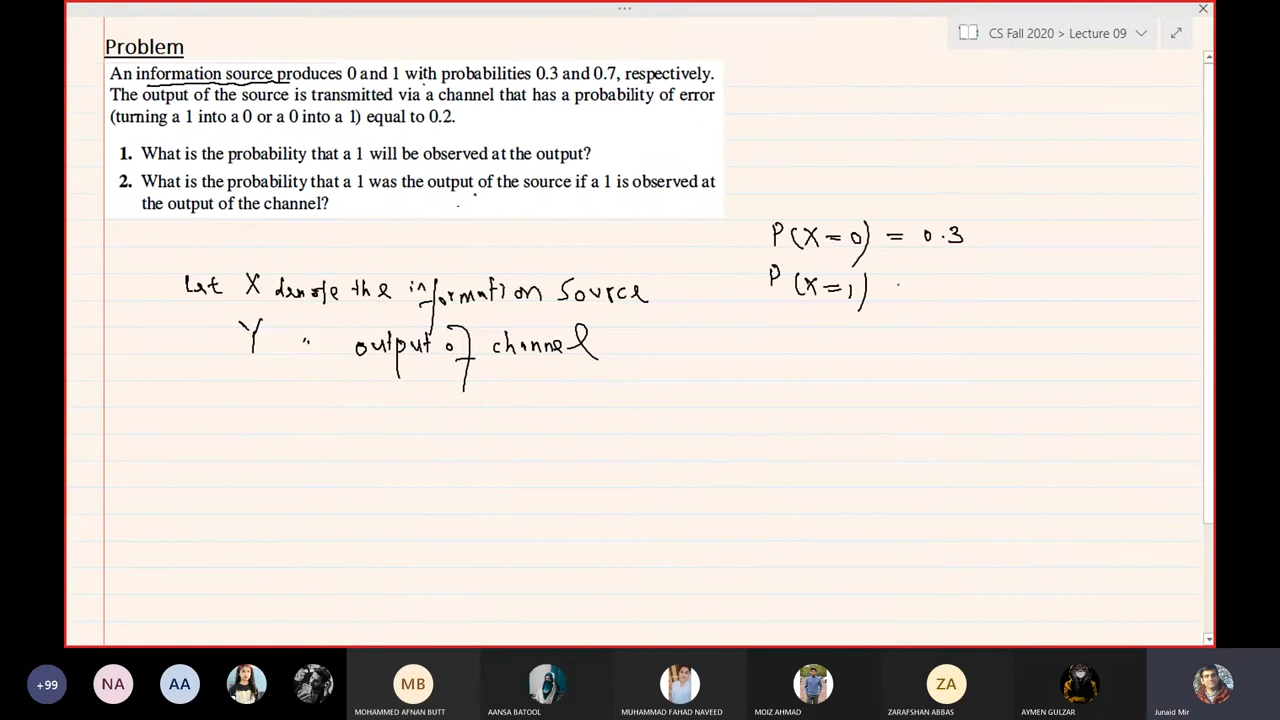 CS Fall 2020 > Lecture 09
Problem
An information source produces 0 and 1 with probabilities 0.3 and 0.7, respectively.
The output of the source is transmitted via a channel that has a probability of error
(turning a 1 into a 0 or a 0 into a 1) equal to 0.2.
1. What is the probability that a 1 will be observed at the output?
2. What is the probability that a 1 was the output of the source if a 1 is observed at
the output of the channel?
P(X=0) = 0.3
P(X=1)
Let X denote the information source
Y " output of channel
+99
NA
AA
MB
ZA
MOHAMMED AFNAN BUTT
AANSA BATOOL
MUHAMMAD FAHAD NAVEED
MOIZ AHMAD
ZARAFSHAN ABBAS
AYMEN GULZAR
Junaid Mir